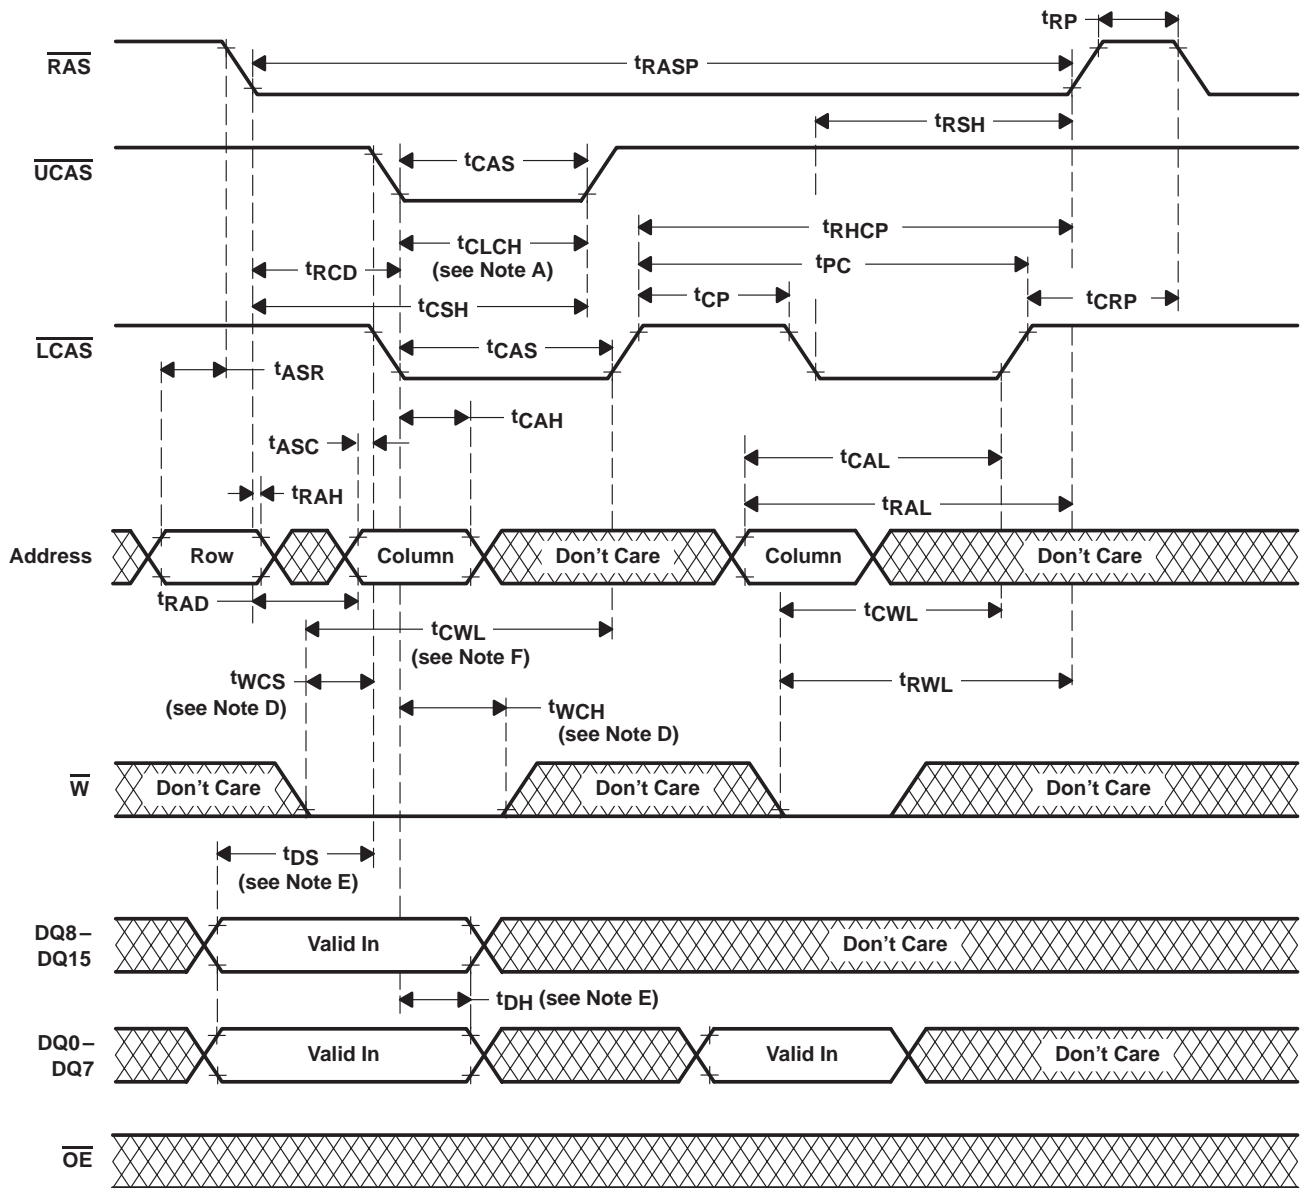 tRP
RAS
tRASP
tRSH
UCAS
tCAS
tRHCP
tCLCH
(see Note A)
tRCD
tPC
tCP
tCSH
tCRP
LCAS
tCAS
tASR
tCAH
tASC
tCAL
tRAH
tRAL
Address
Row
Column
Don't Care
Column
Don't Care
tRAD
tCWL
(see Note F)
tCWL
tWCS
(see Note D)
tRWL
tWCH
(see Note D)
W
Don't Care
Don't Care
Don't Care
tDS
(see Note E)
DQ8–
DQ15
Valid In
Don't Care
tDH (see Note E)
DQ0–
DQ7
Valid In
Valid In
Don't Care
OE